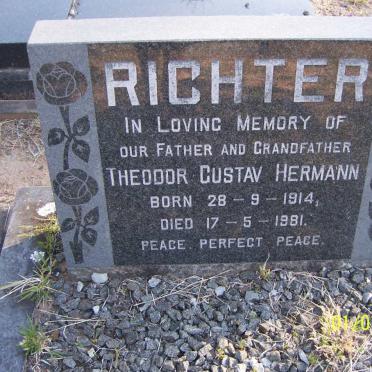 RICHTER
IN LOVING MEMORY OF
OUR FATHER AND GRANDFATHER
THEODOR GUSTAV HERMANN
BORN 28-9-1914,
DIED 17-5-1981.
PEACE PERFECT PEACE.